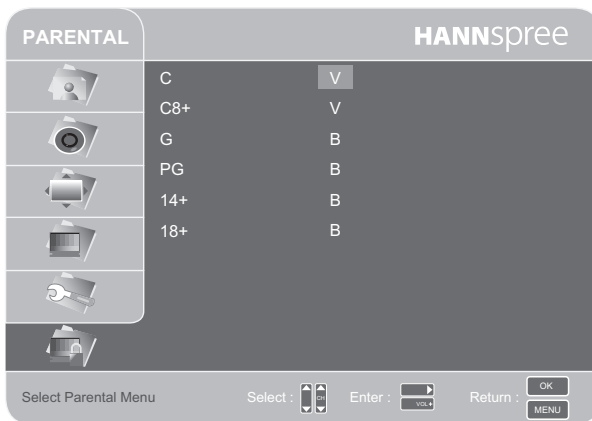 PARENTAL
HANNspree
C V
C8+ V
G B
PG B
14+ B
18+ B
Select Parental Menu Select : CH Enter : VOL+ Return : OK MENU